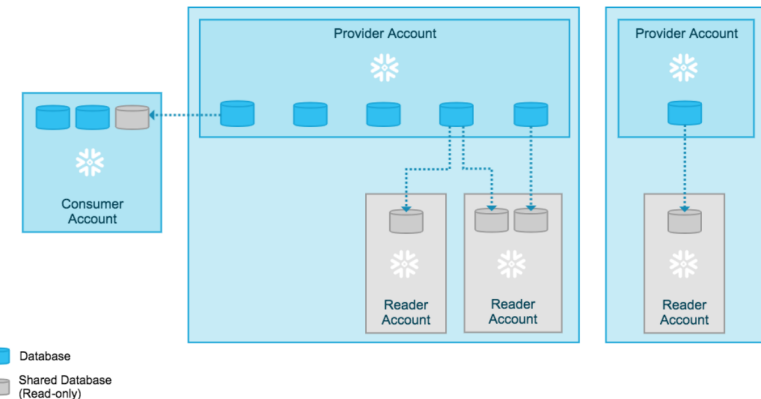 Provider Account
Provider Account
Consumer
Account
Reader
Account
Reader
Account
Reader
Account
Database
Shared Database
(Read-only)